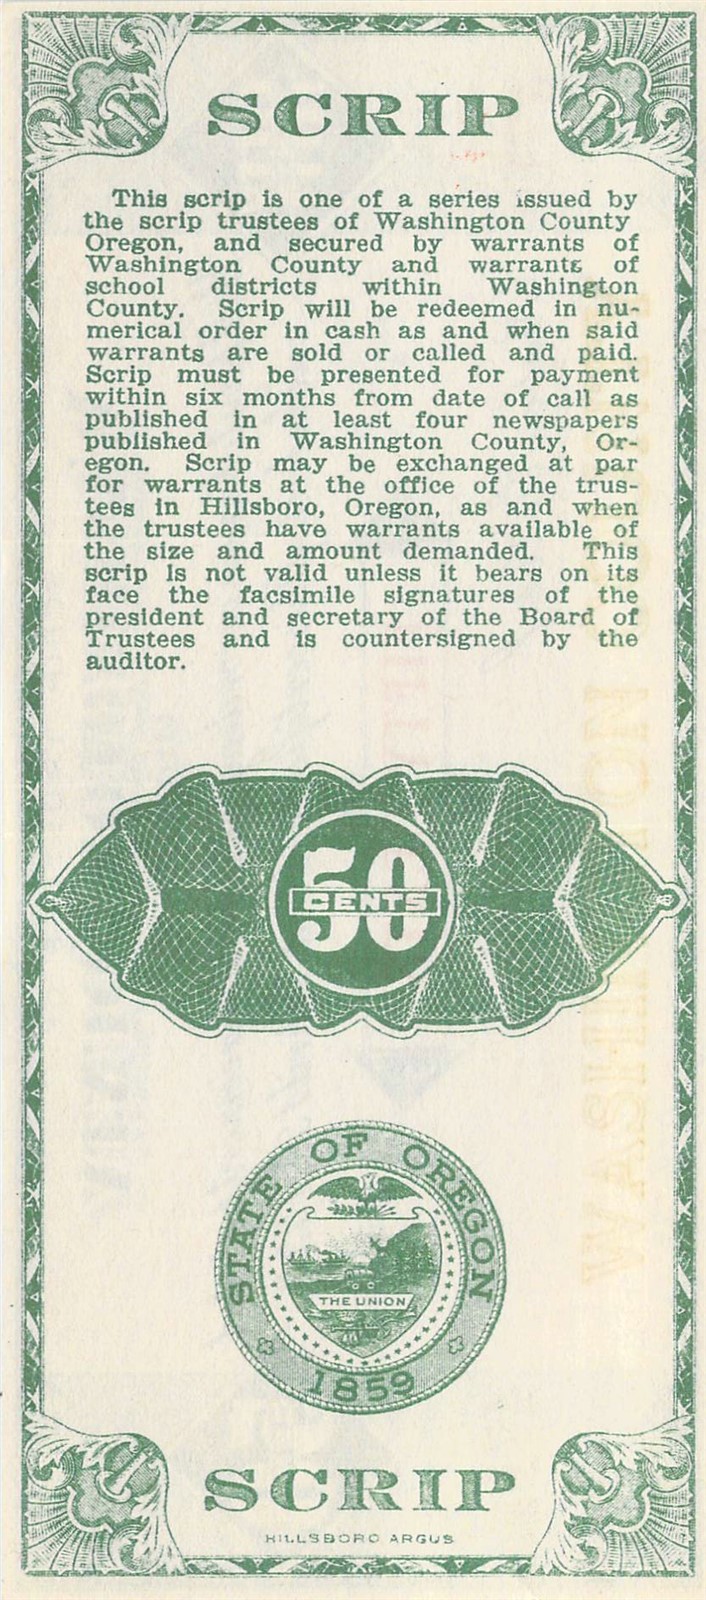 SCRIP
This scrip is one of a series issued by
the scrip trustees of Washington County
Oregon, and secured by warrants of
Washington County and warrants of
school districts within Washington
County. Scrip will be redeemed in nu-
merical order in cash as and when said
warrants are sold or called and paid.
Scrip must be presented for payment
within six months from date of call as
published in at least four newspapers
published in Washington County, Or-
egon. Scrip may be exchanged at par
for warrants at the office of the trus-
tees in Hillsboro, Oregon, as and when
the trustees have warrants available of
the size and amount demanded. This
scrip is not valid unless it bears on its
face the facsimile signatures of the
president and secretary of the Board of
Trustees and is countersigned by the
auditor.
50
CENTS
STATE OF OREGON
THE UNION
1859
SCRIP
HILLSBORO ARGUS